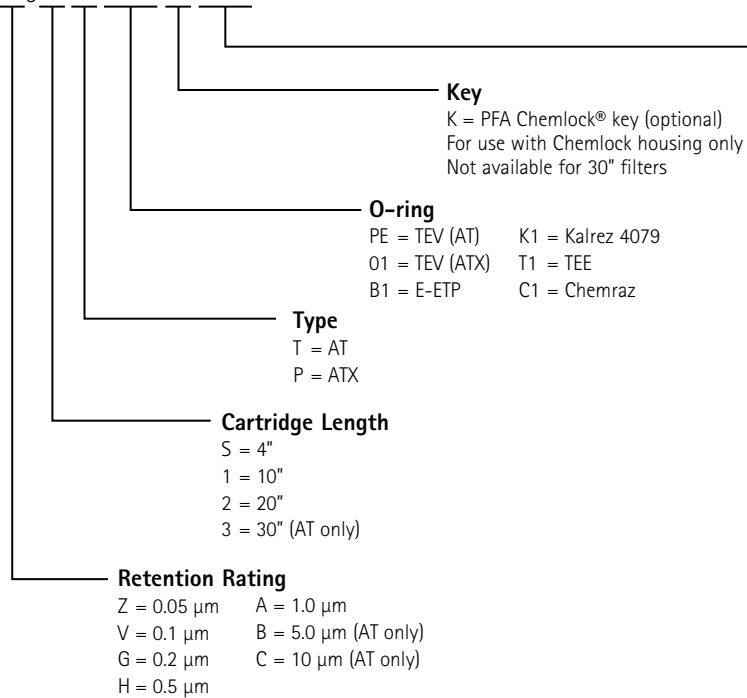 Key
K = PFA Chemlock® key (optional)
For use with Chemlock housing only
Not available for 30" filters
O-ring
PE = TEV (AT) K1 = Kalrez 4079
01 = TEV (ATX) T1 = TEE
B1 = E-ETP C1 = Chemraz
Type
T = AT
P = ATX
Cartridge Length
S = 4"
1 = 10"
2 = 20"
3 = 30" (AT only)
Retention Rating
Z = 0.05 µm A = 1.0 µm
V = 0.1 µm B = 5.0 µm (AT only)
G = 0.2 µm C = 10 µm (AT only)
H = 0.5 µm